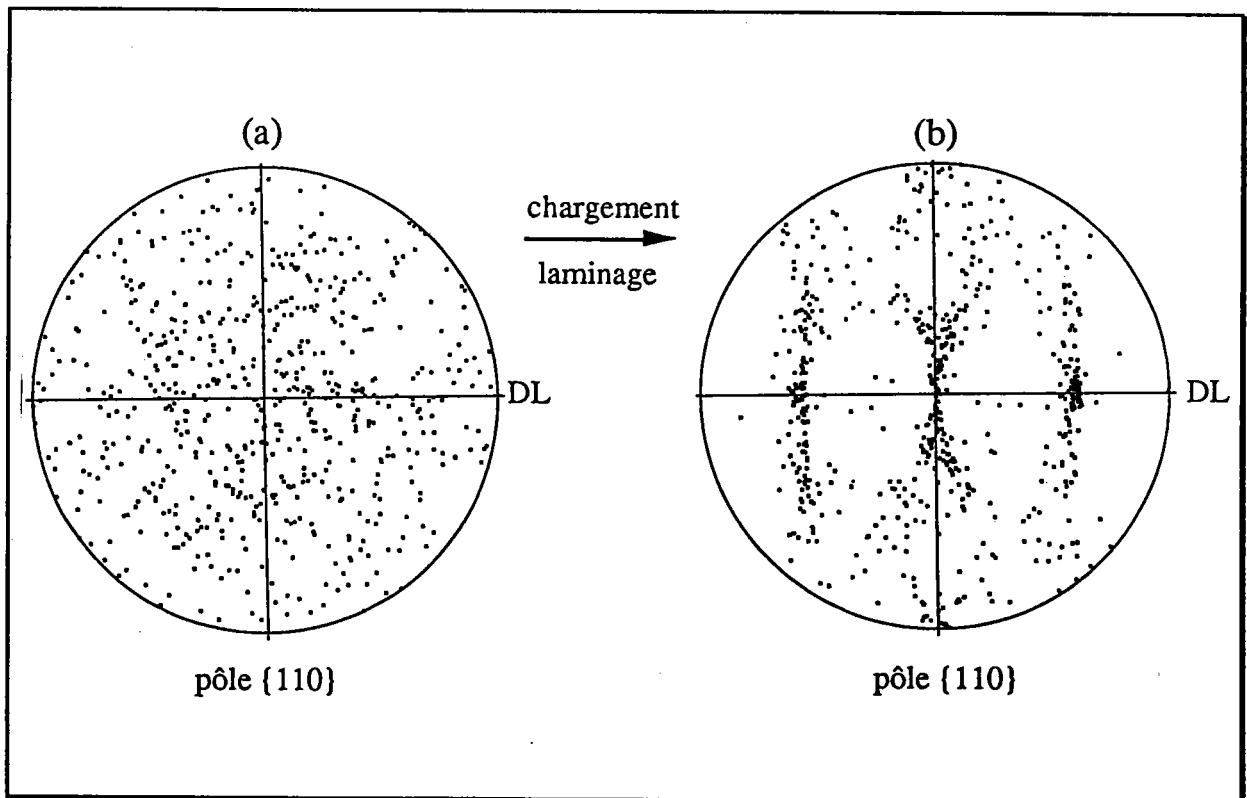 (a)
(b)
chargement
laminage
DL
DL
pôle {110}
pôle {110}